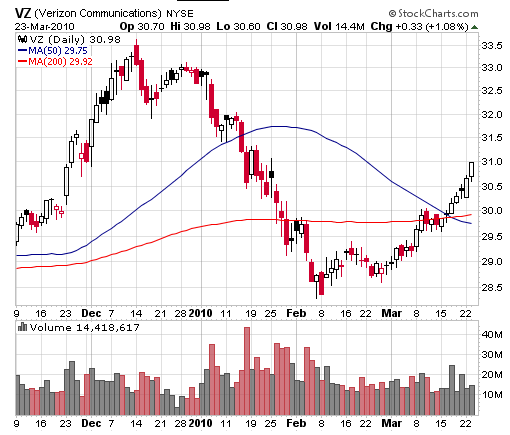 VZ (Verizon Communications) NYSE © StockCharts.com
23-Mar-2010 Op 30.70 Hi 30.98 Lo 30.60 Cl 30.98 Vol 14.4M Chg +0.33 (+1.08%)
VZ (Daily) 30.98
MA(50) 29.75
MA(200) 29.92
33.5
33.0
32.5
32.0
31.5
31.0
30.5
30.0
29.5
29.0
28.5
9 16 23 Dec 7 14 21 28 2010 11 19 25 Feb 8 16 22 Mar 8 15 22
Volume 14,418,617
40M
30M
20M
10M
9 16 23 Dec 7 14 21 28 2010 11 19 25 Feb 8 16 22 Mar 8 15 22